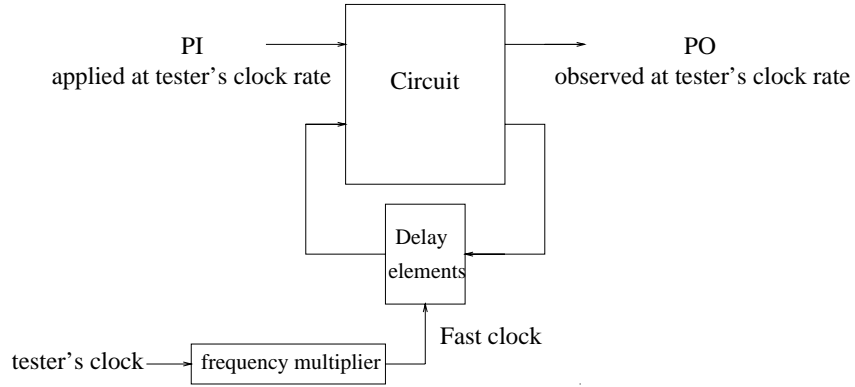 PI
applied at tester's clock rate
Circuit
PO
observed at tester's clock rate
Delay
elements
Fast clock
tester's clock
frequency multiplier